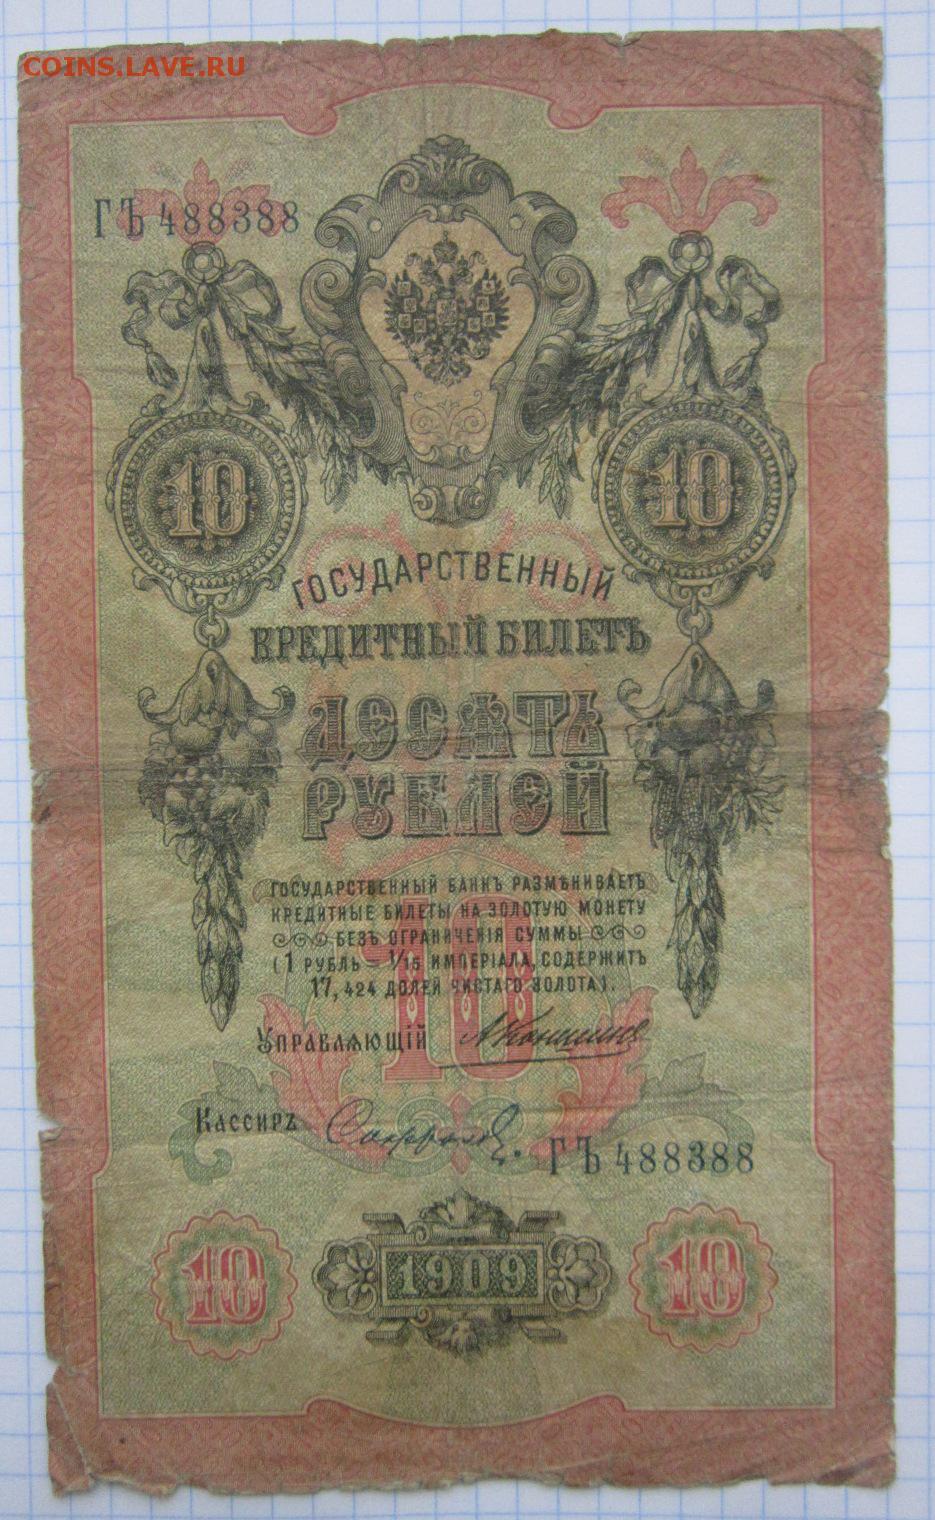 COINS.LAVE.RU
ГЪ 488388
10 10
ГОСУДАРСТВЕННЫЙ
КРЕДИТНЫЙ БИЛЕТЪ
ДЕСЯТЬ
РУБЛЕЙ
ГОСУДАРСТВЕННЫЙ БАНКЪ РАЗМѢНИВАЕТЪ
КРЕДИТНЫЕ БИЛЕТЫ НА ЗОЛОТУЮ МОНЕТУ
БЕЗЪ ОГРАНИЧЕНІЯ СУММЫ
(1 РУБЛЬ = 1/15 ИМПЕРІАЛА, СОДЕРЖИТЪ
17,424 ДОЛЕЙ ЧИСТАГО ЗОЛОТА).
10
УПРАВЛЯЮЩІЙ АКоншинъ
КАССИРЪ
ГЪ 488388
10 1909 10